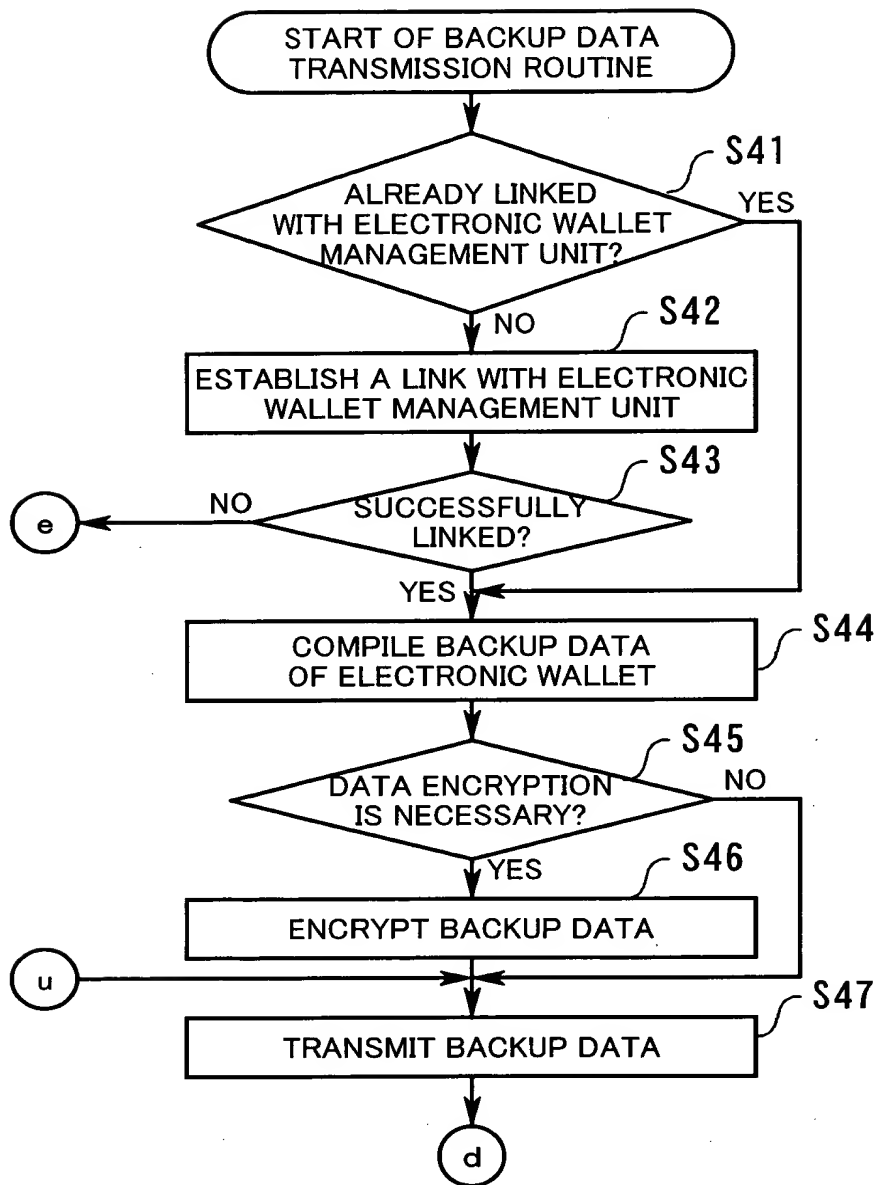 START OF BACKUP DATA
TRANSMISSION ROUTINE
S41
ALREADY LINKED
WITH ELECTRONIC WALLET
MANAGEMENT UNIT?
YES
NO
S42
ESTABLISH A LINK WITH ELECTRONIC
WALLET MANAGEMENT UNIT
S43
NO
SUCCESSFULLY
LINKED?
e
YES
S44
COMPILE BACKUP DATA
OF ELECTRONIC WALLET
S45
DATA ENCRYPTION
IS NECESSARY?
NO
YES
S46
ENCRYPT BACKUP DATA
u
S47
TRANSMIT BACKUP DATA
d